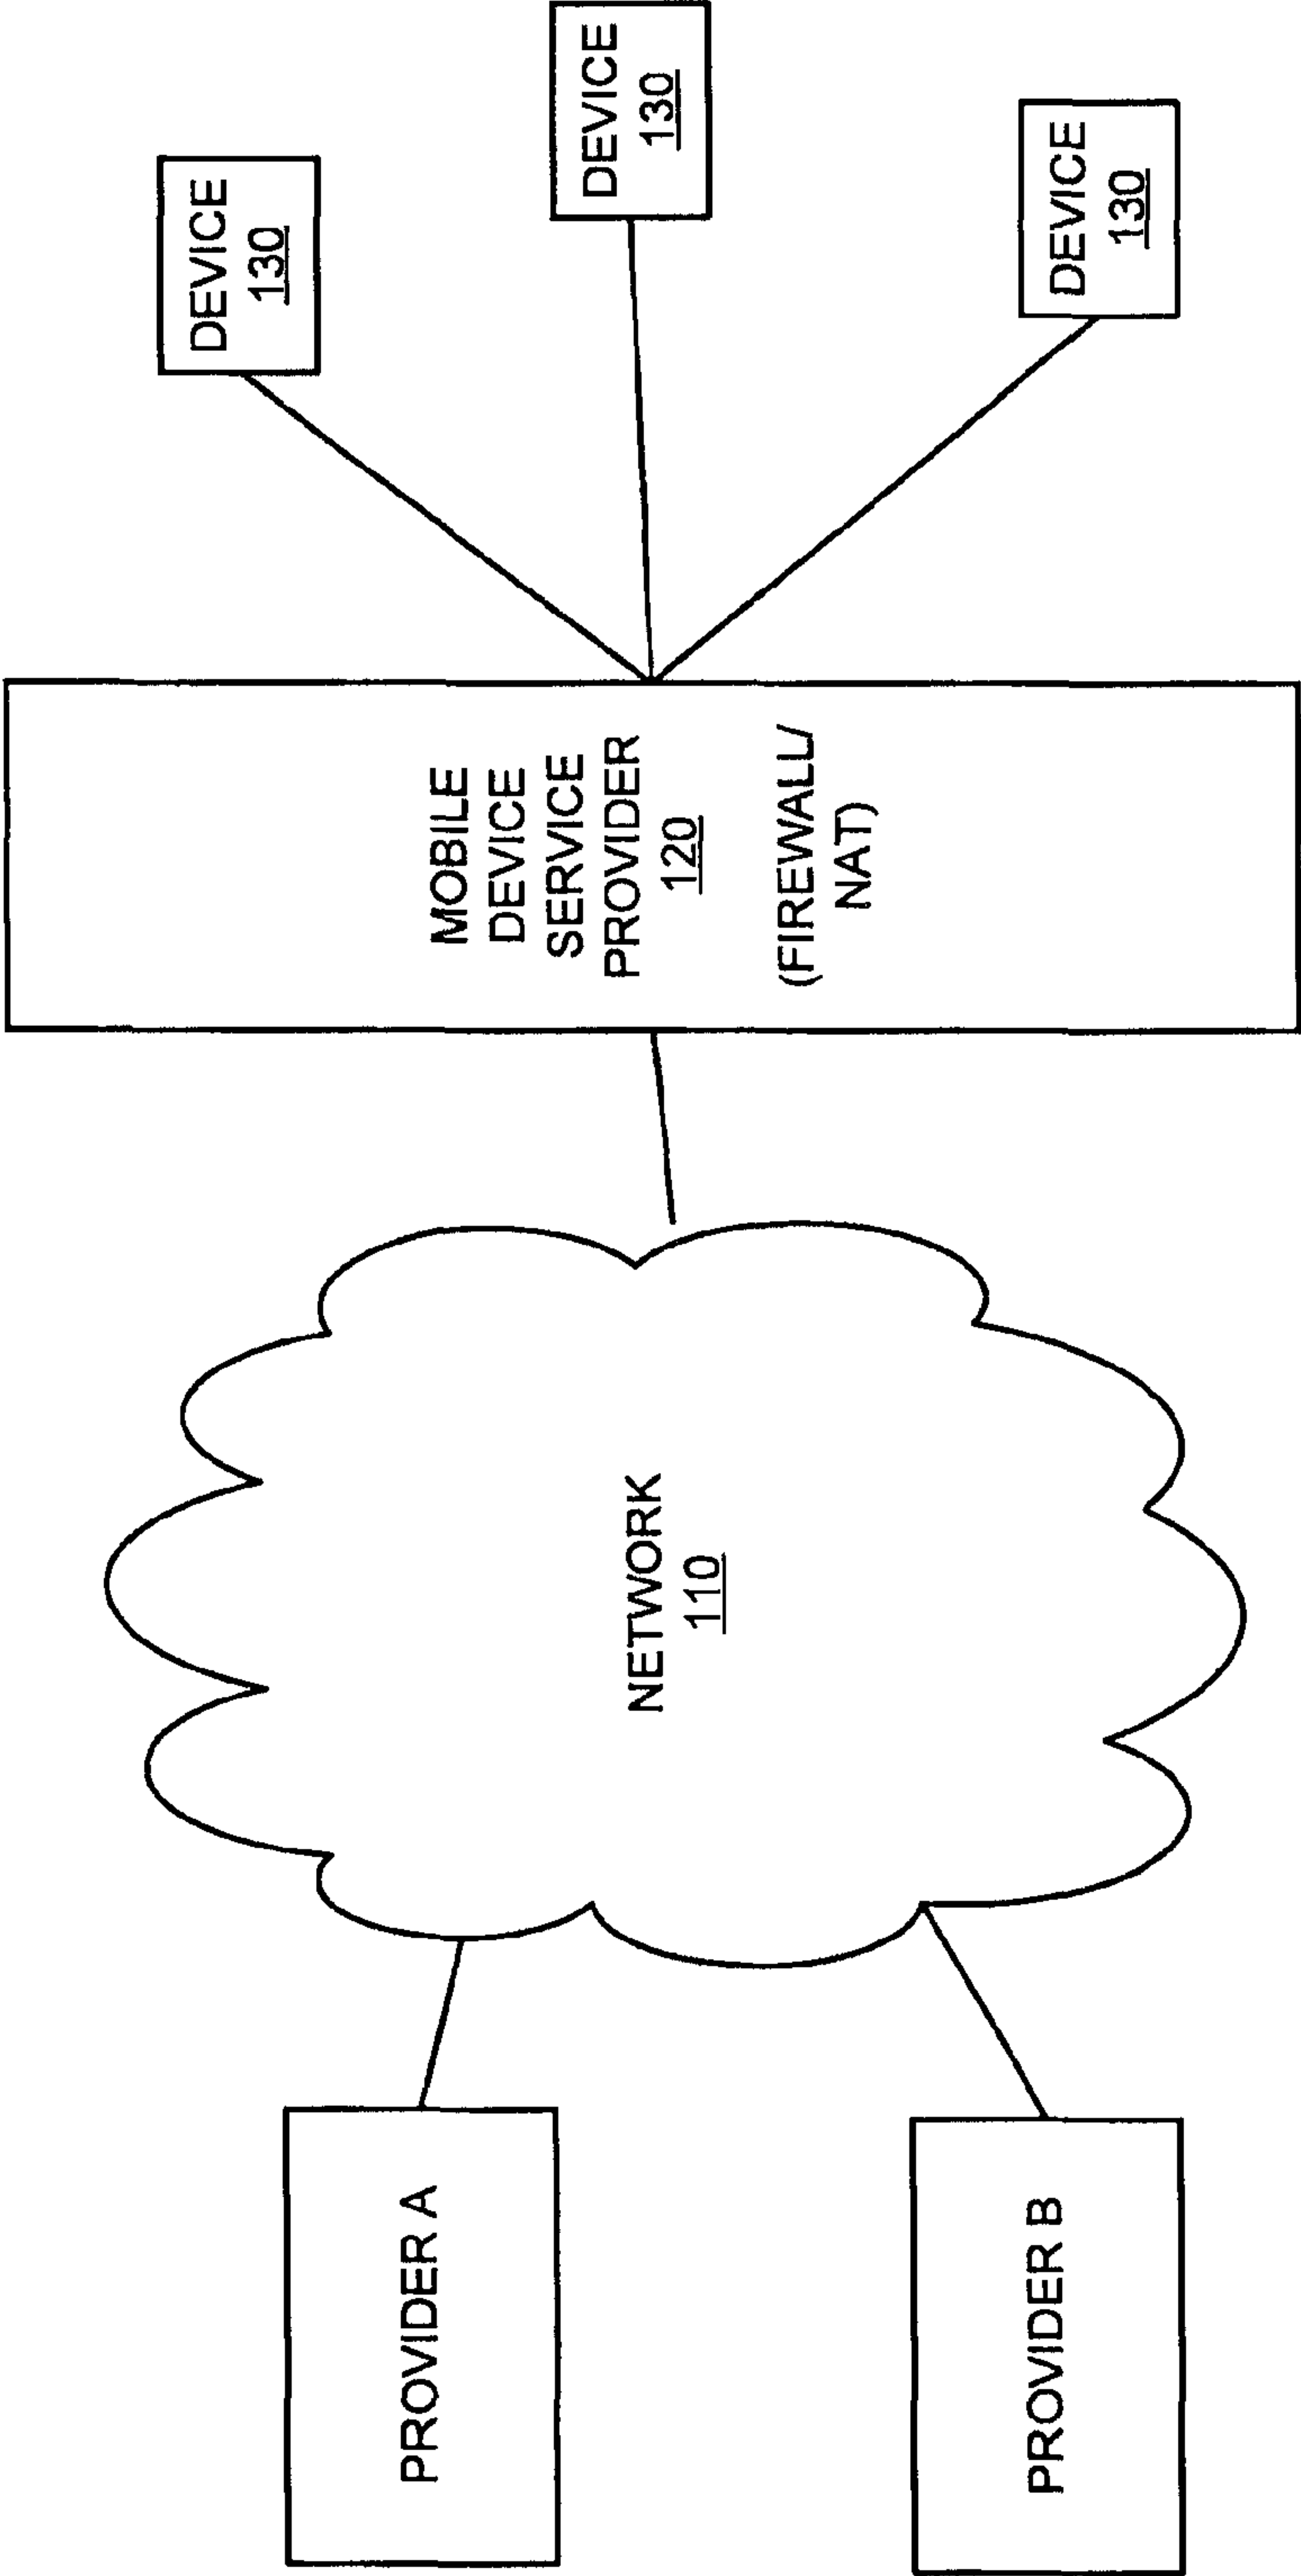 PROVIDER A
PROVIDER B
NETWORK
110
MOBILE
DEVICE
SERVICE
PROVIDER
120
(FIREWALL/
NAT)
DEVICE
130
DEVICE
130
DEVICE
130